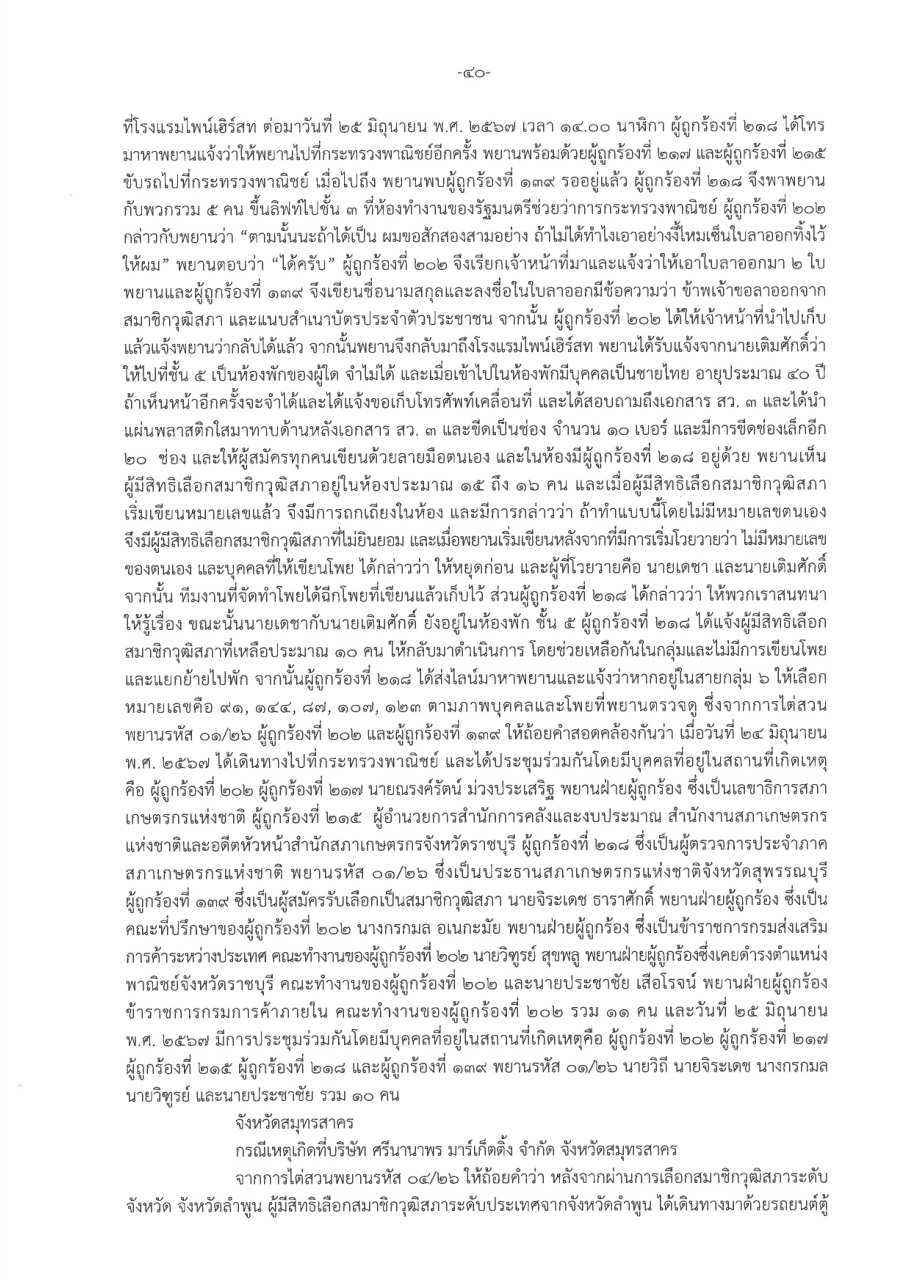 -๔๐-
ที่โรงแรมไพน์เฮิร์สท ต่อมาวันที่ ๒๕ มิถุนายน พ.ศ. ๒๕๖๗ เวลา ๑๔.๐๐ นาฬิกา ผู้ถูกร้องที่ ๒๑๘ ได้โทร
มาหาพยานแจ้งว่าให้พยานไปที่กระทรวงพาณิชย์อีกครั้ง พยานพร้อมด้วยผู้ถูกร้องที่ ๒๑๗ และผู้ถูกร้องที่ ๒๑๕
ขับรถไปที่กระทรวงพาณิชย์ เมื่อไปถึง พยานพบผู้ถูกร้องที่ ๑๓๙ รออยู่แล้ว ผู้ถูกร้องที่ ๒๑๘ จึงพาพยาน
กับพวกรวม ๕ คน ขึ้นลิฟท์ไปชั้น ๓ ที่ห้องทำงานของรัฐมนตรีช่วยว่าการกระทรวงพาณิชย์ ผู้ถูกร้องที่ ๒๐๒
กล่าวกับพยานว่า “ตามนั้นนะถ้าได้เป็น ผมขอสักสองสามอย่าง ถ้าไม่ได้ทำไงเอาอย่างงี้ไหมเซ็นใบลาออกทิ้งไว้
ให้ผม” พยานตอบว่า “ได้ครับ” ผู้ถูกร้องที่ ๒๐๒ จึงเรียกเจ้าหน้าที่มาและแจ้งว่าให้เอาใบลาออกมา ๒ ใบ
พยานและผู้ถูกร้องที่ ๑๓๙ จึงเขียนชื่อนามสกุลและลงชื่อในใบลาออกมีข้อความว่า ข้าพเจ้าขอลาออกจาก
สมาชิกวุฒิสภา และแนบสำเนาบัตรประจำตัวประชาชน จากนั้น ผู้ถูกร้องที่ ๒๐๒ ได้ให้เจ้าหน้าที่นำไปเก็บ
แล้วแจ้งพยานว่ากลับได้แล้ว จากนั้นพยานจึงกลับมาถึงโรงแรมไพน์เฮิร์สท พยานได้รับแจ้งจากนายเติมศักดิ์ว่า
ให้ไปที่ชั้น ๕ เป็นห้องพักของผู้ใด จำไม่ได้ และเมื่อเข้าไปในห้องพักมีบุคคลเป็นชายไทย อายุประมาณ ๔๐ ปี
ถ้าเห็นหน้าอีกครั้งจะจำได้และได้แจ้งขอเก็บโทรศัพท์เคลื่อนที่ และได้สอบถามถึงเอกสาร สว. ๓ และได้นำ
แผ่นพลาสติกใสมาทาบด้านหลังเอกสาร สว. ๓ และขีดเป็นช่อง จำนวน ๑๐ เบอร์ และมีการขีดช่องเล็กอีก
๒๐ ช่อง และให้ผู้สมัครทุกคนเขียนด้วยลายมือตนเอง และในห้องมีผู้ถูกร้องที่ ๒๑๘ อยู่ด้วย พยานเห็น
ผู้มีสิทธิเลือกสมาชิกวุฒิสภาอยู่ในห้องประมาณ ๑๕ ถึง ๑๖ คน และเมื่อผู้มีสิทธิเลือกสมาชิกวุฒิสภา
เริ่มเขียนหมายเลขแล้ว จึงมีการถกเถียงในห้อง และมีการกล่าวว่า ถ้าทำแบบนี้โดยไม่มีหมายเลขตนเอง
จึงมีผู้มีสิทธิเลือกสมาชิกวุฒิสภาที่ไม่ยินยอม และเมื่อพยานเริ่มเขียนหลังจากที่มีการเริ่มโวยวายว่า ไม่มีหมายเลข
ของตนเอง และบุคคลที่ให้เขียนโพย ได้กล่าวว่า ให้หยุดก่อน และผู้ที่โวยวายคือ นายเดชา และนายเติมศักดิ์
จากนั้น ทีมงานที่จัดทำโพยได้ฉีกโพยที่เขียนแล้วเก็บไว้ ส่วนผู้ถูกร้องที่ ๒๑๘ ได้กล่าวว่า ให้พวกเราสนทนา
ให้รู้เรื่อง ขณะนั้นนายเดชากับนายเติมศักดิ์ ยังอยู่ในห้องพัก ชั้น ๕ ผู้ถูกร้องที่ ๒๑๘ ได้แจ้งผู้มีสิทธิเลือก
สมาชิกวุฒิสภาที่เหลือประมาณ ๑๐ คน ให้กลับมาดำเนินการ โดยช่วยเหลือกันในกลุ่มและไม่มีการเขียนโพย
และแยกย้ายไปพัก จากนั้นผู้ถูกร้องที่ ๒๑๘ ได้ส่งไลน์มาหาพยานและแจ้งว่าหากอยู่ในสายกลุ่ม ๖ ให้เลือก
หมายเลขคือ ๙๑, ๑๔๔, ๘๗, ๑๐๗, ๑๒๓ ตามภาพบุคคลและโพยที่พยานตรวจดู ซึ่งจากการไต่สวน
พยานรหัส ๐๑/๒๖ ผู้ถูกร้องที่ ๒๐๒ และผู้ถูกร้องที่ ๑๓๙ ให้ถ้อยคำสอดคล้องกันว่า เมื่อวันที่ ๒๔ มิถุนายน
พ.ศ. ๒๕๖๗ ได้เดินทางไปที่กระทรวงพาณิชย์ และได้ประชุมร่วมกันโดยมีบุคคลที่อยู่ในสถานที่เกิดเหตุ
คือ ผู้ถูกร้องที่ ๒๐๒ ผู้ถูกร้องที่ ๒๑๗ นายณรงค์รัตน์ ม่วงประเสริฐ พยานฝ่ายผู้ถูกร้อง ซึ่งเป็นเลขาธิการสภา
เกษตรกรแห่งชาติ ผู้ถูกร้องที่ ๒๑๕ ผู้อำนวยการสำนักการคลังและงบประมาณ สำนักงานสภาเกษตรกร
แห่งชาติและอดีตหัวหน้าสำนักสภาเกษตรกรจังหวัดราชบุรี ผู้ถูกร้องที่ ๒๑๘ ซึ่งเป็นผู้ตรวจการประจำภาค
สภาเกษตรกรแห่งชาติ พยานรหัส ๐๑/๒๖ ซึ่งเป็นประธานสภาเกษตรกรแห่งชาติจังหวัดสุพรรณบุรี
ผู้ถูกร้องที่ ๑๓๙ ซึ่งเป็นผู้สมัครรับเลือกเป็นสมาชิกวุฒิสภา นายจิระเดช ธาราศักดิ์ พยานฝ่ายผู้ถูกร้อง ซึ่งเป็น
คณะที่ปรึกษาของผู้ถูกร้องที่ ๒๐๒ นางกรกมล อเนกะมัย พยานฝ่ายผู้ถูกร้อง ซึ่งเป็นข้าราชการกรมส่งเสริม
การค้าระหว่างประเทศ คณะทำงานของผู้ถูกร้องที่ ๒๐๒ นายวิฑูรย์ สุขพลู พยานฝ่ายผู้ถูกร้องซึ่งเคยดำรงตำแหน่ง
พาณิชย์จังหวัดราชบุรี คณะทำงานของผู้ถูกร้องที่ ๒๐๒ และนายประชาชัย เสือโรจน์ พยานฝ่ายผู้ถูกร้อง
ข้าราชการกรมการค้าภายใน คณะทำงานของผู้ถูกร้องที่ ๒๐๒ รวม ๑๑ คน และวันที่ ๒๕ มิถุนายน
พ.ศ. ๒๕๖๗ มีการประชุมร่วมกันโดยมีบุคคลที่อยู่ในสถานที่เกิดเหตุคือ ผู้ถูกร้องที่ ๒๐๒ ผู้ถูกร้องที่ ๒๑๗
ผู้ถูกร้องที่ ๒๑๕ ผู้ถูกร้องที่ ๒๑๘ และผู้ถูกร้องที่ ๑๓๙ พยานรหัส ๐๑/๒๖ นายวิถี นายจิระเดช นางกรกมล
นายวิฑูรย์ และนายประชาชัย รวม ๑๐ คน
จังหวัดสมุทรสาคร
กรณีเหตุเกิดที่บริษัท ศรีนานาพร มาร์เก็ตติ้ง จำกัด จังหวัดสมุทรสาคร
จากการไต่สวนพยานรหัส ๐๔/๒๖ ให้ถ้อยคำว่า หลังจากผ่านการเลือกสมาชิกวุฒิสภาระดับ
จังหวัด จังหวัดลำพูน ผู้มีสิทธิเลือกสมาชิกวุฒิสภาระดับประเทศจากจังหวัดลำพูน ได้เดินทางมาด้วยรถยนต์ตู้